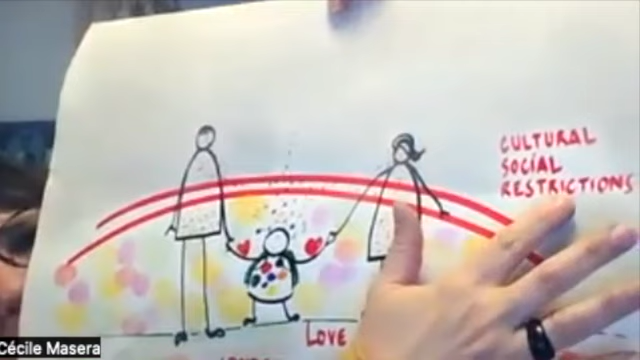 CULTURAL
SOCIAL
RESTRICTIONS
LOVE
Cécile Masera